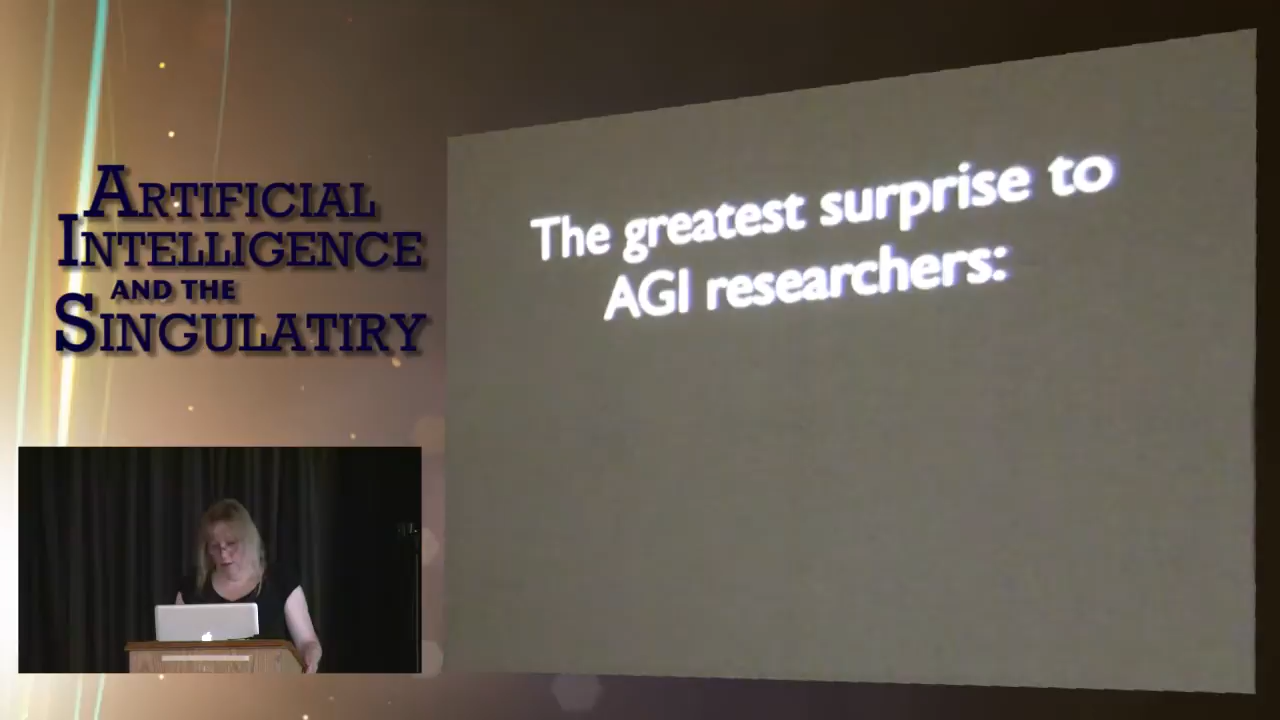 ARTIFICIAL
INTELLIGENCE
AND THE
SINGULATIRY
The greatest surprise to
AGI researchers: